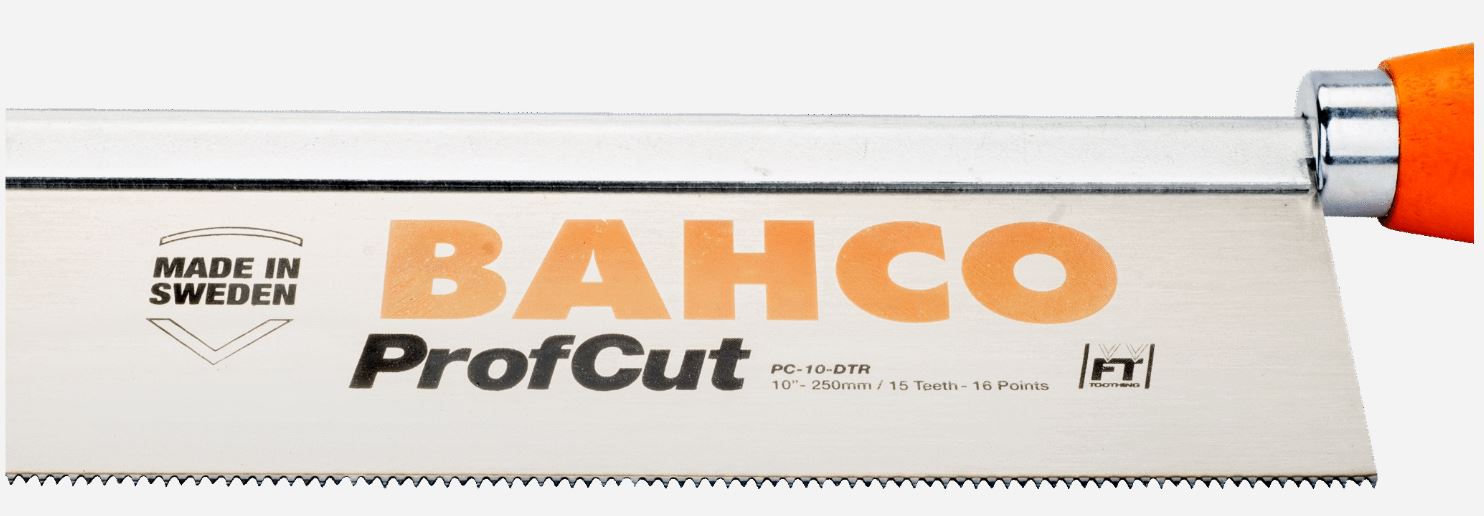 MADE IN
SWEDEN
BAHCO
ProfCut
PC-10-DTR
10"- 250mm / 15 Teeth - 16 Points
FT
TOOTHING